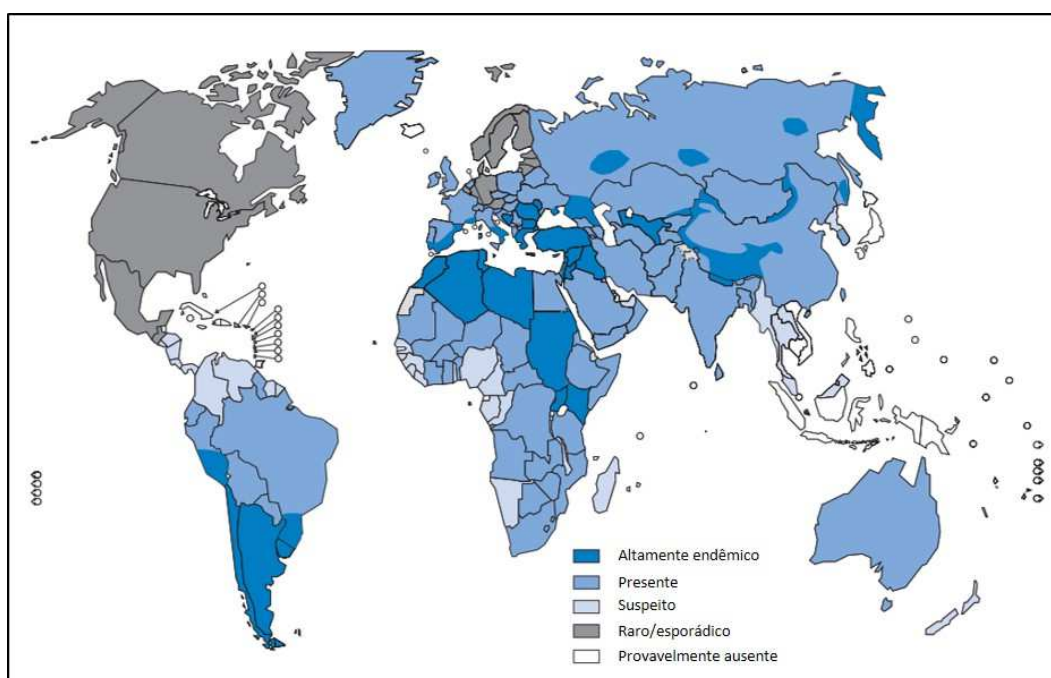 Altamente endêmico
Presente
Suspeito
Raro/esporádico
Provavelmente ausente